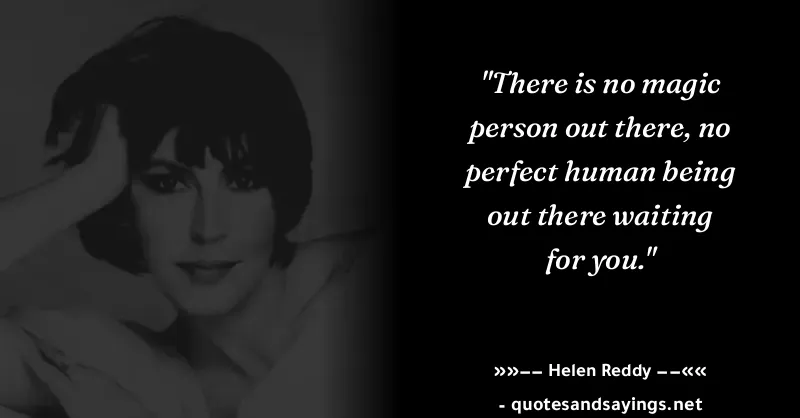 "There is no magic
person out there, no
perfect human being
out there waiting
for you."
»»−− Helen Reddy −−««
- quotesandsayings.net